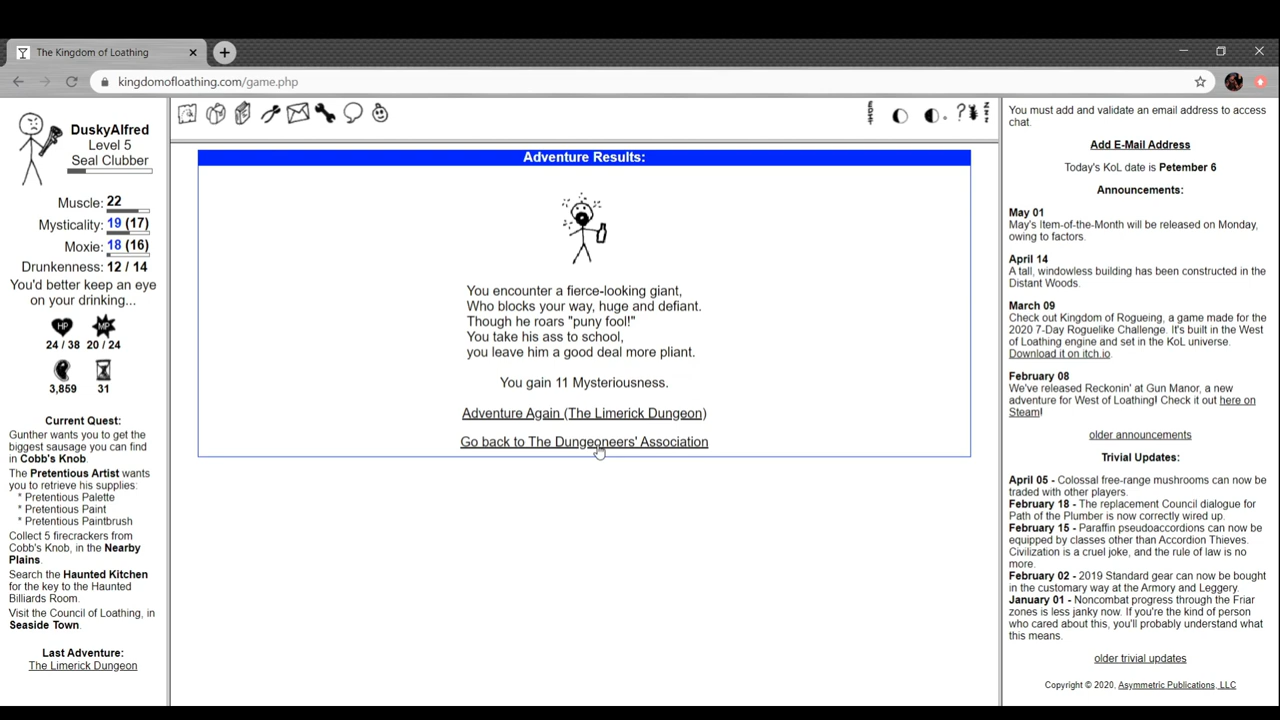 The Kingdom of Loathing
kingdomofloathing.com/game.php
DuskyAlfred
Level 5
Seal Clubber
Muscle: 22
Mysticality: 19 (17)
Moxie: 18 (16)
Drunkenness: 12 / 14
You'd better keep an eye
on your drinking...
HP MP
24 / 38 20 / 24
3,859 31
Current Quest:
Gunther wants you to get the
biggest sausage you can find
in Cobb's Knob.
The Pretentious Artist wants
you to retrieve his supplies:
* Pretentious Palette
* Pretentious Paint
* Pretentious Paintbrush
Collect 5 firecrackers from
Cobb's Knob, in the Nearby
Plains.
Search the Haunted Kitchen
for the key to the Haunted
Billiards Room.
Visit the Council of Loathing, in
Seaside Town.
Last Adventure:
The Limerick Dungeon
Adventure Results:
You encounter a fierce-looking giant,
Who blocks your way, huge and defiant.
Though he roars "puny fool!"
You take his ass to school,
you leave him a good deal more pliant.
You gain 11 Mysteriousness.
Adventure Again (The Limerick Dungeon)
Go back to The Dungeoneers' Association
You must add and validate an email address to access
chat.
Add E-Mail Address
Today's KoL date is Petember 6
Announcements:
May 01
May's Item-of-the-Month will be released on Monday,
owing to factors.
April 14
A tall, windowless building has been constructed in the
Distant Woods.
March 09
Check out Kingdom of Rogueing, a game made for the
2020 7-Day Roguelike Challenge. It's built in the West
of Loathing engine and set in the KoL universe.
Download it on itch.io.
February 08
We've released Reckonin' at Gun Manor, a new
adventure for West of Loathing! Check it out here on
Steam!
older announcements
Trivial Updates:
April 05 - Colossal free-range mushrooms can now be
traded with other players.
February 18 - The replacement Council dialogue for
Path of the Plumber is now correctly wired up.
February 15 - Paraffin pseudoaccordions can now be
equipped by classes other than Accordion Thieves.
Civilization is a cruel joke, and the rule of law is no
more.
February 02 - 2019 Standard gear can now be bought
in the customary way at the Armory and Leggery.
January 01 - Noncombat progress through the Friar
zones is less janky now. If you're the kind of person
who cared about this, you'll probably understand what
this means.
older trivial updates
Copyright © 2020, Asymmetric Publications, LLC